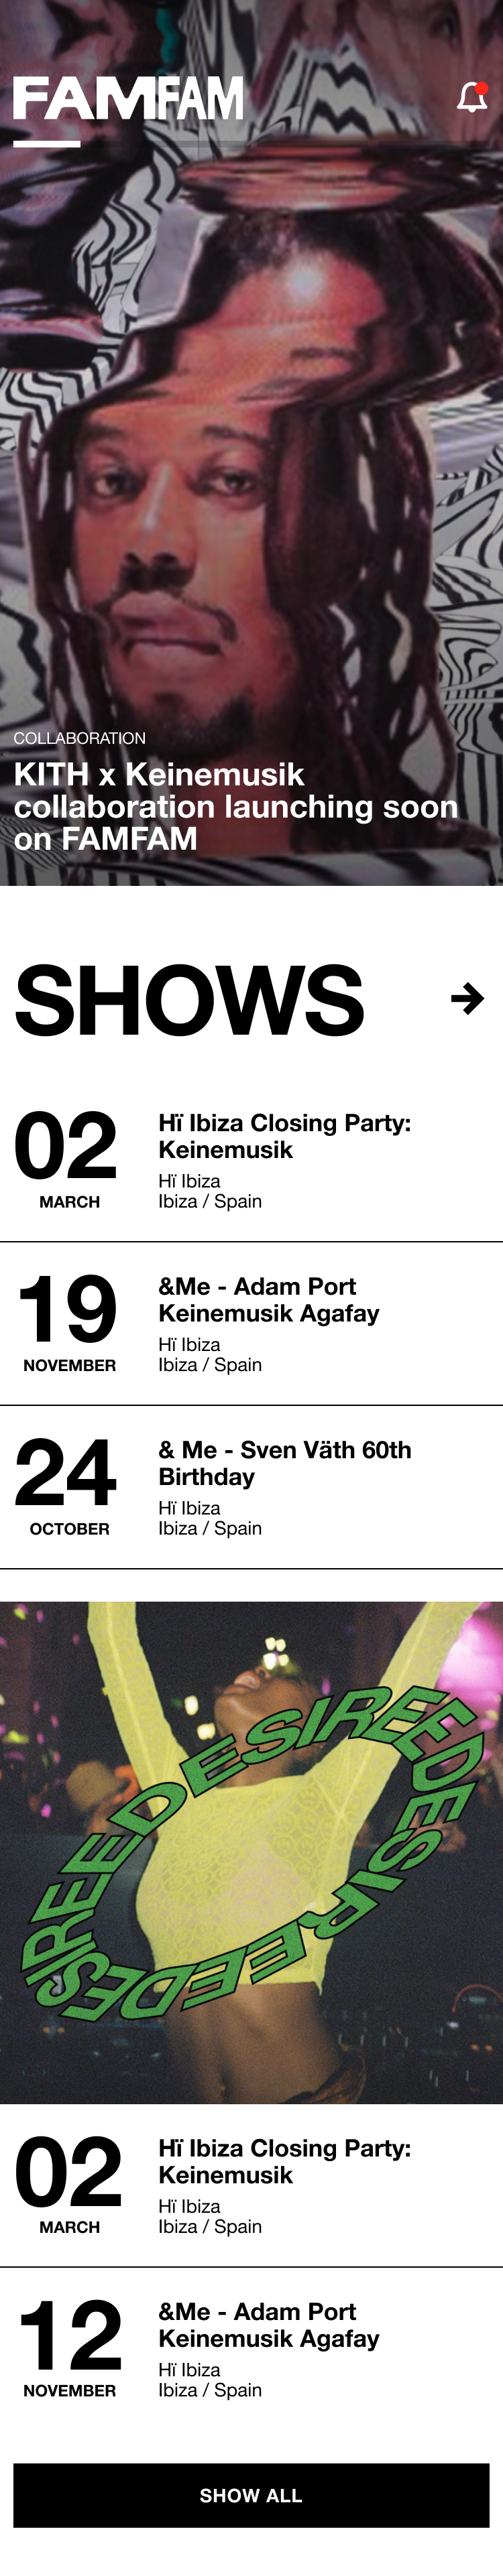 FAMFAM
COLLABORATION
KITH x Keinemusik
collaboration launching soon
on FAMFAM
SHOWS
02
MARCH
Hï Ibiza Closing Party:
Keinemusik
Hï Ibiza
Ibiza / Spain
19
NOVEMBER
&Me - Adam Port
Keinemusik Agafay
Hï Ibiza
Ibiza / Spain
24
OCTOBER
& Me - Sven Väth 60th
Birthday
Hï Ibiza
Ibiza / Spain
DESIREEDESIREEDESIREE
02
MARCH
Hï Ibiza Closing Party:
Keinemusik
Hï Ibiza
Ibiza / Spain
12
NOVEMBER
&Me - Adam Port
Keinemusik Agafay
Hï Ibiza
Ibiza / Spain
SHOW ALL